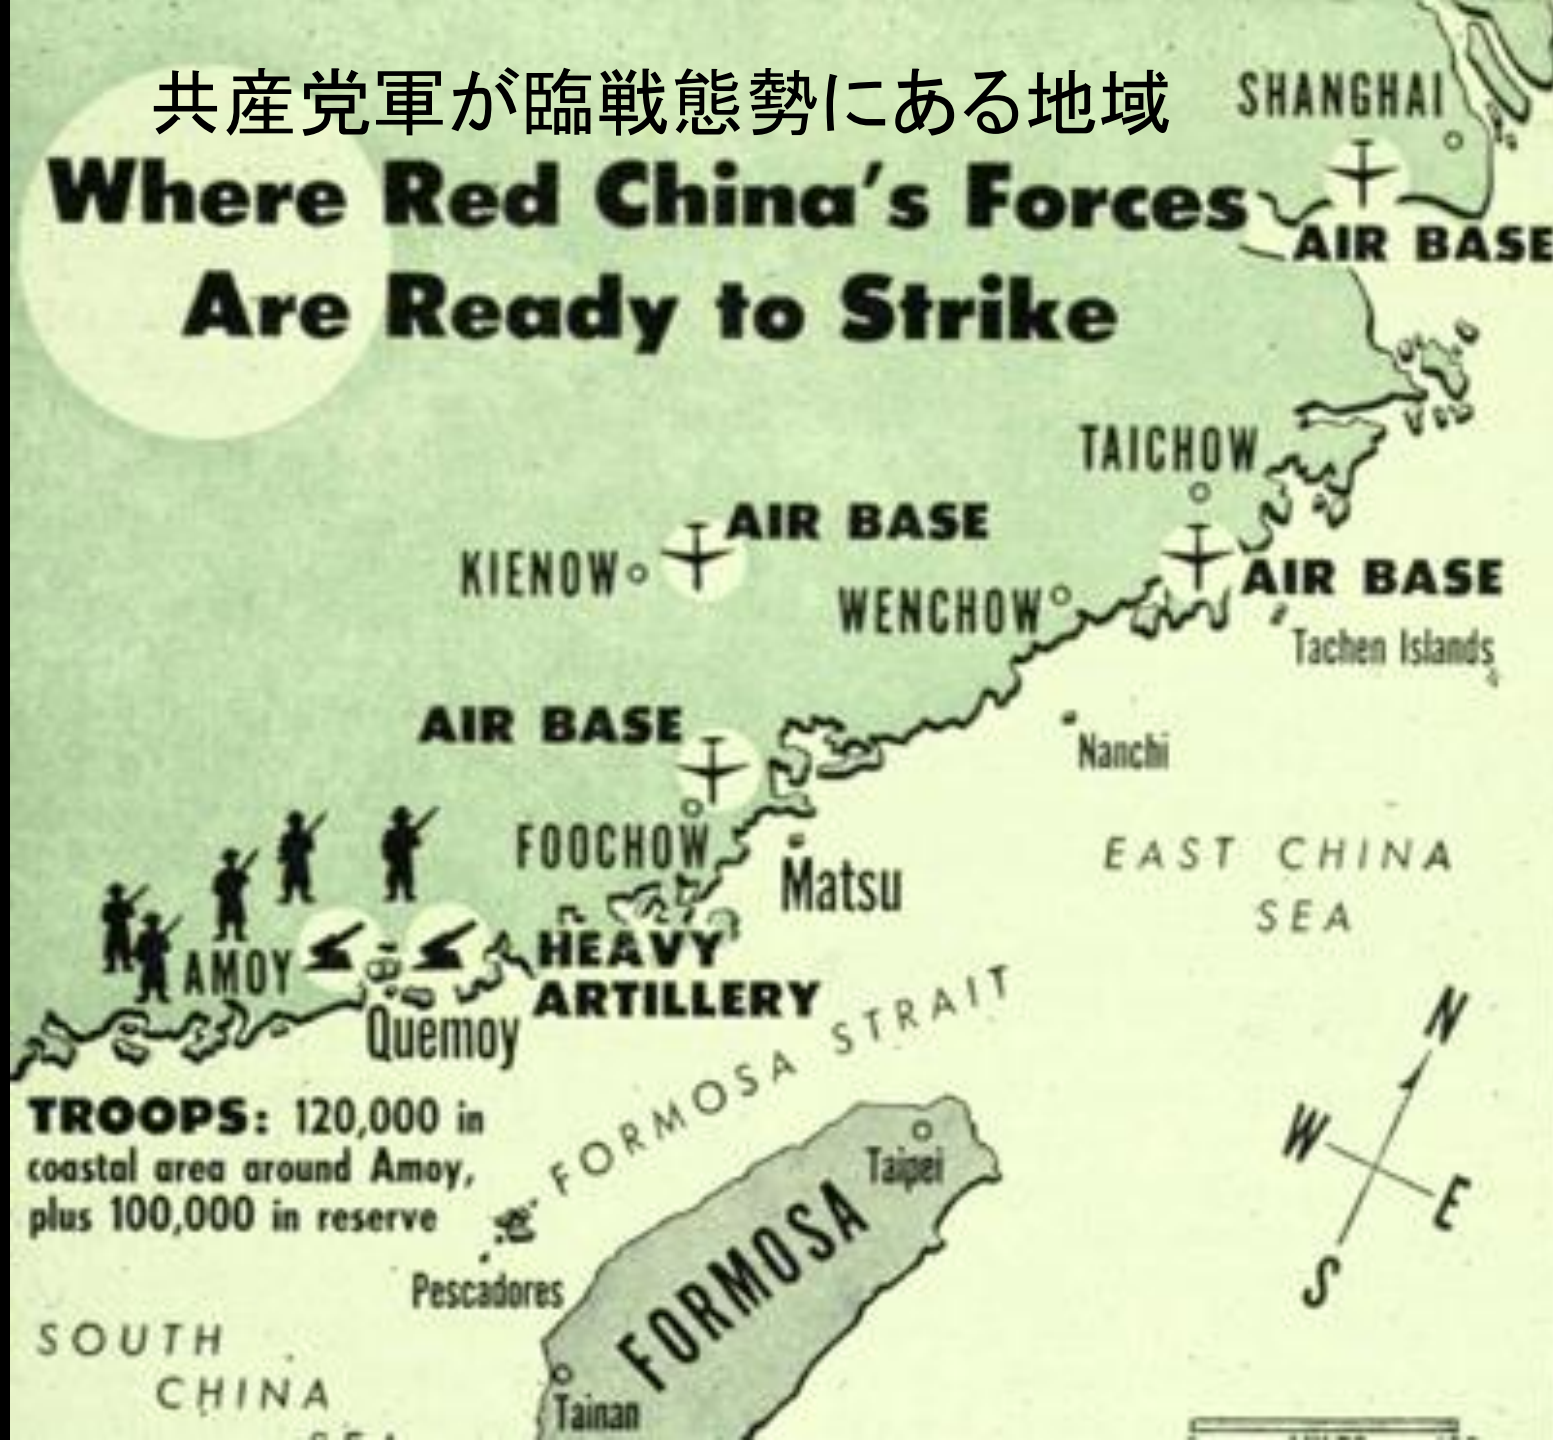 共産党軍が臨戦態勢にある地域
Where Red China's Forces
Are Ready to Strike
SHANGHAI
AIR BASE
TAICHOW
AIR BASE
KIENOW
AIR BASE
WENCHOW
Tachen Islands
AIR BASE
Nanchi
FOOCHOW
Matsu
EAST CHINA
SEA
AMOY
HEAVY
ARTILLERY
Quemoy
FORMOSA STRAIT
N
W
E
S
TROOPS: 120,000 in
coastal area around Amoy,
plus 100,000 in reserve
Taipei
Pescadores
FORMOSA
SOUTH
CHINA
SEA
Tainan